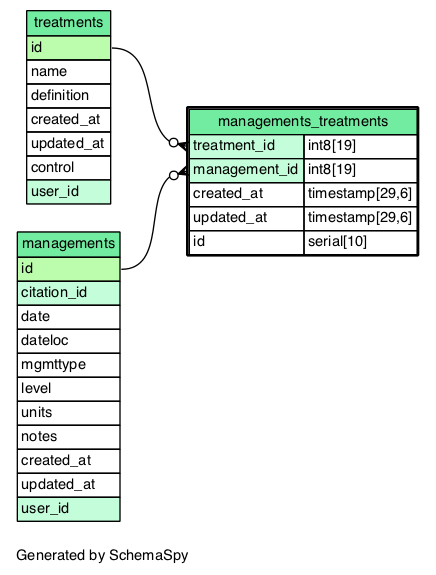 treatments
id
name
definition
created_at
updated_at
control
user_id
managements_treatments
treatment_id int8[19]
management_id int8[19]
created_at timestamp[29,6]
updated_at timestamp[29,6]
id serial[10]
managements
id
citation_id
date
dateloc
mgmttype
level
units
notes
created_at
updated_at
user_id
Generated by SchemaSpy